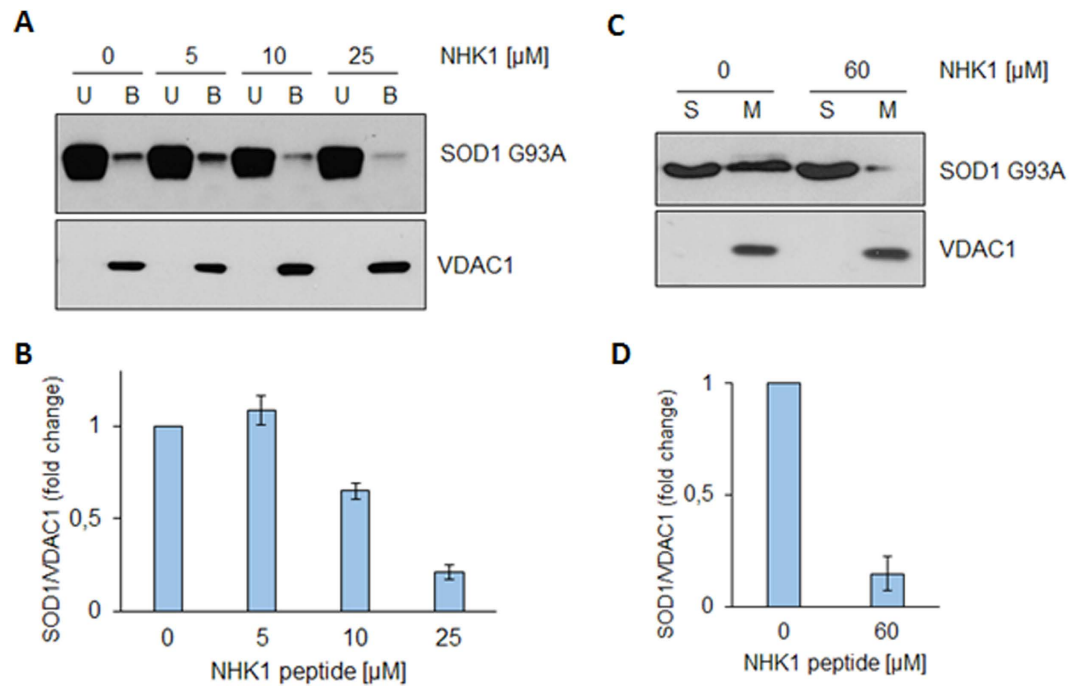 A
0 5 10 25 NHK1 [µM]
U B U B U B U B
SOD1 G93A
VDAC1
B
SOD1/VDAC1 (fold change)
1
0,5
0
0 5 10 25
NHK1 peptide [µM]
C
0 60 NHK1 [µM]
S M S M
SOD1 G93A
VDAC1
D
SOD1/VDAC1 (fold change)
1
0,5
0
0 60
NHK1 peptide [µM]